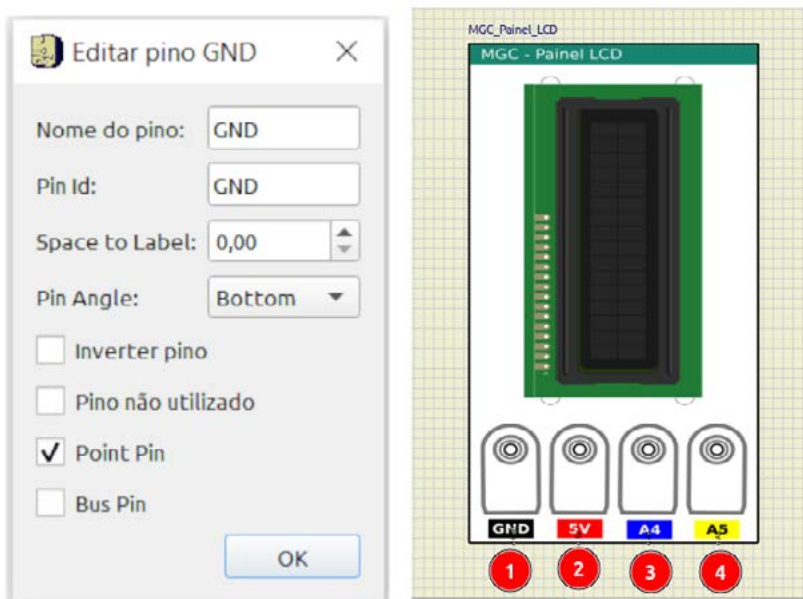 Editar pino GND
Nome do pino: GND
Pin Id: GND
Space to Label: 0,00
Pin Angle: Bottom
Inverter pino
Pino não utilizado
Point Pin
Bus Pin
OK
MGC_Painel_LCD
MGC - Painel LCD
GND 5V A4 A5
1 2 3 4